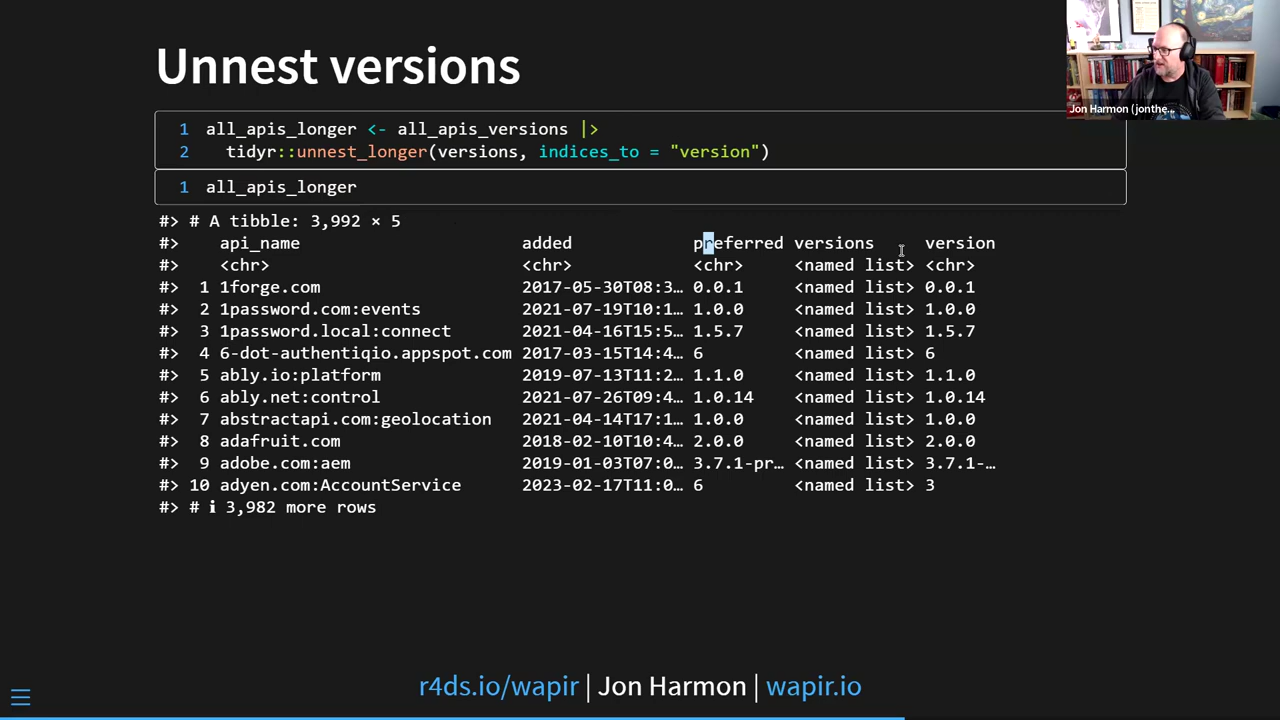 Unnest versions
Jon Harmon (jonthe...
1 all_apis_longer <- all_apis_versions |>
2   tidyr::unnest_longer(versions, indices_to = "version")
1 all_apis_longer
#> # A tibble: 3,992 × 5
#>    api_name                     added            preferred versions     version
#>    <chr>                        <chr>            <chr>     <named list> <chr>
#>  1 1forge.com                   2017-05-30T08:3… 0.0.1     <named list> 0.0.1
#>  2 1password.com:events         2021-07-19T10:1… 1.0.0     <named list> 1.0.0
#>  3 1password.local:connect      2021-04-16T15:5… 1.5.7     <named list> 1.5.7
#>  4 6-dot-authentiqio.appspot.com 2017-03-15T14:4… 6         <named list> 6
#>  5 ably.io:platform             2019-07-13T11:2… 1.1.0     <named list> 1.1.0
#>  6 ably.net:control             2021-07-26T09:4… 1.0.14    <named list> 1.0.14
#>  7 abstractapi.com:geolocation  2021-04-14T17:1… 1.0.0     <named list> 1.0.0
#>  8 adafruit.com                 2018-02-10T10:4… 2.0.0     <named list> 2.0.0
#>  9 adobe.com:aem                2019-01-03T07:0… 3.7.1-pr… <named list> 3.7.1-…
#> 10 adyen.com:AccountService     2023-02-17T11:0… 6         <named list> 3
#> # ℹ 3,982 more rows
r4ds.io/wapir | Jon Harmon | wapir.io